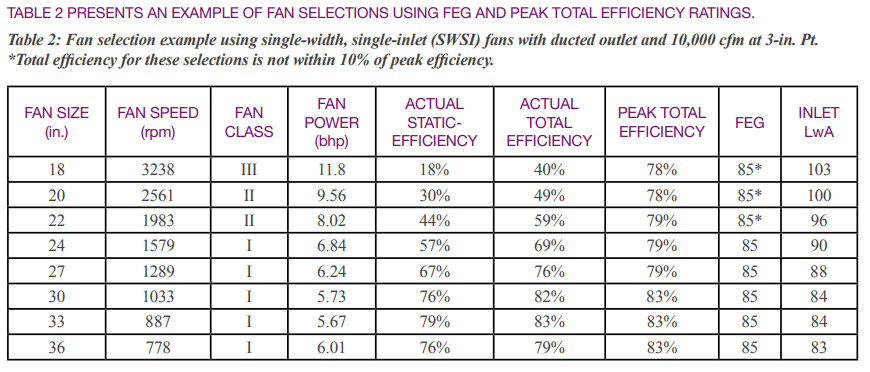 TABLE 2 PRESENTS AN EXAMPLE OF FAN SELECTIONS USING FEG AND PEAK TOTAL EFFICIENCY RATINGS.
Table 2: Fan selection example using single-width, single-inlet (SWSI) fans with ducted outlet and 10,000 cfm at 3-in. Pt.
*Total efficiency for these selections is not within 10% of peak efficiency.
FAN SIZE (in.) FAN SPEED (rpm) FAN CLASS FAN POWER (bhp) ACTUAL STATIC-EFFICIENCY ACTUAL TOTAL EFFICIENCY PEAK TOTAL EFFICIENCY FEG INLET LwA
18 3238 III 11.8 18% 40% 78% 85* 103
20 2561 II 9.56 30% 49% 78% 85* 100
22 1983 II 8.02 44% 59% 79% 85* 96
24 1579 I 6.84 57% 69% 79% 85 90
27 1289 I 6.24 67% 76% 79% 85 88
30 1033 I 5.73 76% 82% 83% 85 84
33 887 I 5.67 79% 83% 83% 85 84
36 778 I 6.01 76% 79% 83% 85 83